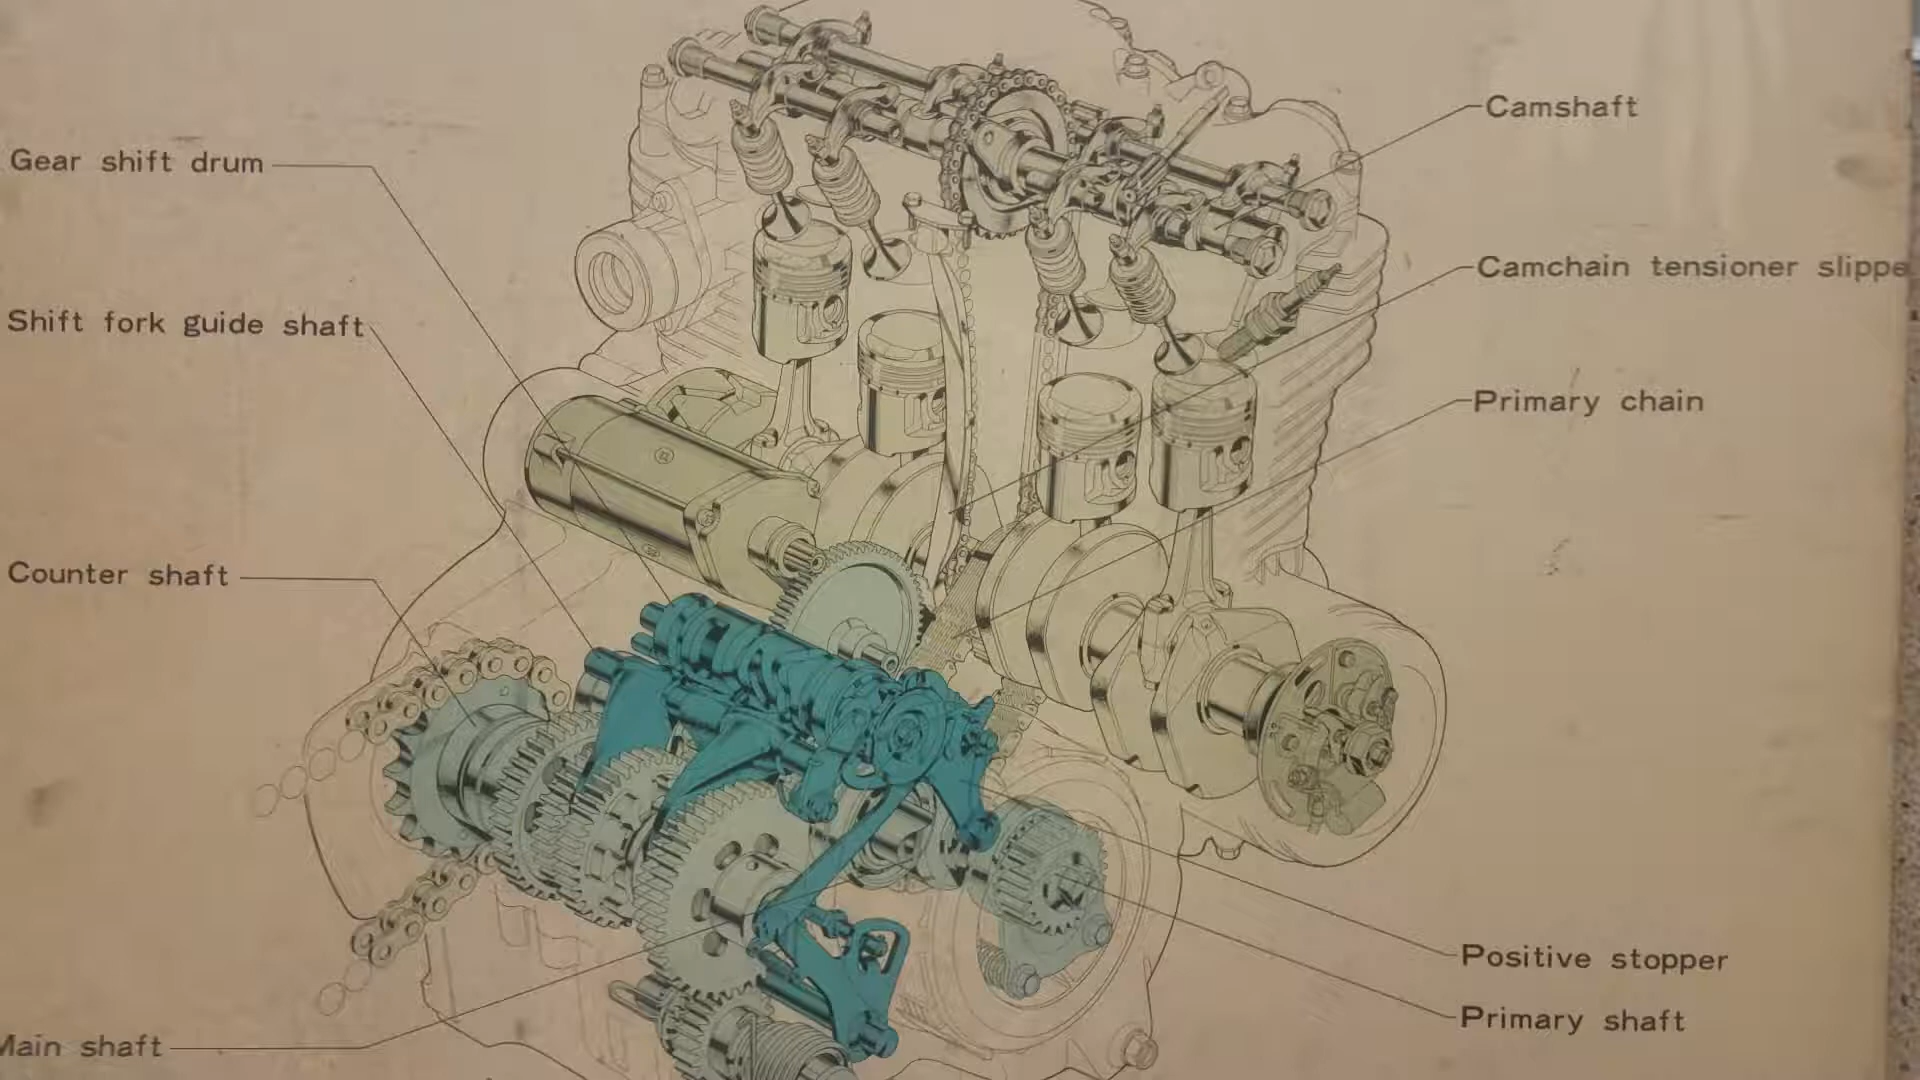 Camshaft
Gear shift drum
Camchain tensioner slippe
Shift fork guide shaft
Primary chain
Counter shaft
Positive stopper
Primary shaft
Main shaft